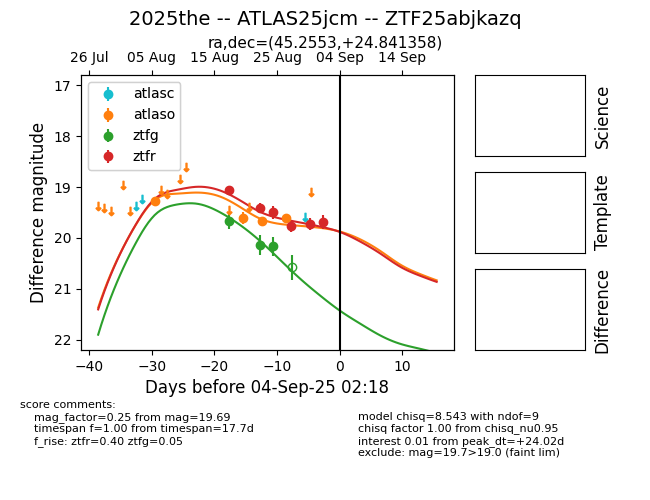 2025the -- ATLAS25jcm -- ZTF25abjkazq
ra,dec=(45.2553,+24.841358)
26 Jul 05 Aug 15 Aug 25 Aug 04 Sep 14 Sep
atlasc
atlaso
ztfg
ztfr
17
18
19
20
21
22
Difference magnitude
−40 −30 −20 −10 0 10
Days before 04-Sep-25 02:18
Science
Template
Difference
score comments:
mag_factor=0.25 from mag=19.69
timespan f=1.00 from timespan=17.7d
f_rise: ztfr=0.40 ztfg=0.05
model chisq=8.543 with ndof=9
chisq factor 1.00 from chisq_nu0.95
interest 0.01 from peak_dt=+24.02d
exclude: mag=19.7>19.0 (faint lim)